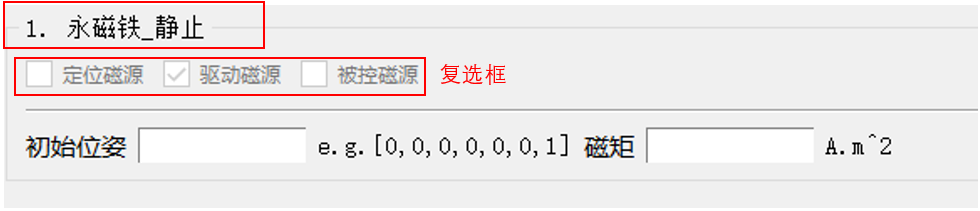 1. 永磁铁_静止
定位磁源 驱动磁源 被控磁源 复选框
初始位姿 e.g.[0,0,0,0,0,0,1] 磁矩 A.m^2